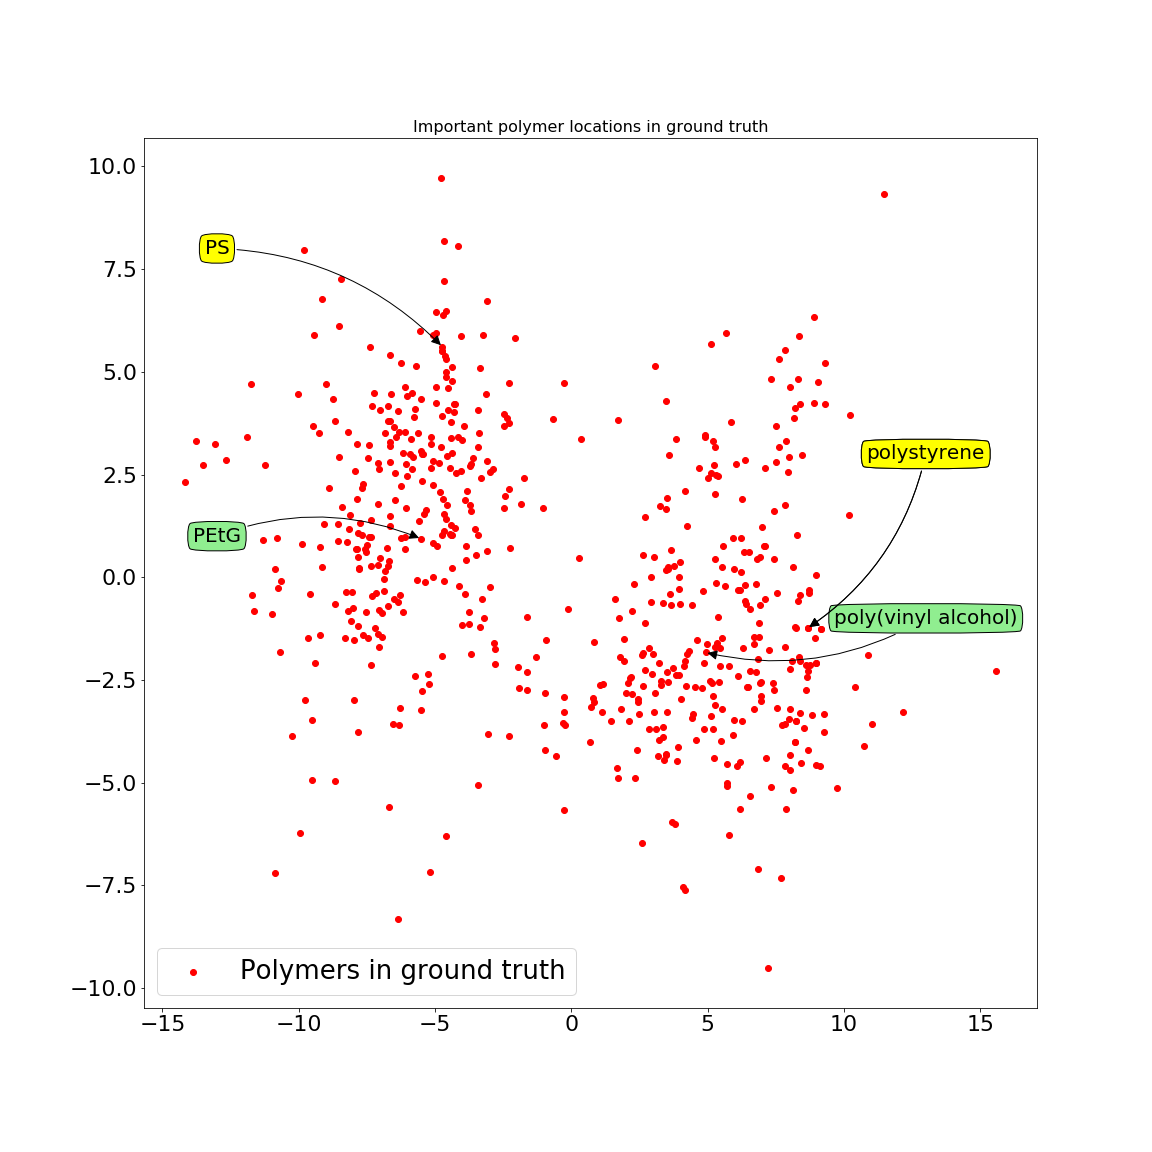 Important polymer locations in ground truth
10.0
7.5
5.0
2.5
0.0
−2.5
−5.0
−7.5
−10.0
PS
polystyrene
PEtG
poly(vinyl alcohol)
Polymers in ground truth
−15
−10
−5
0
5
10
15